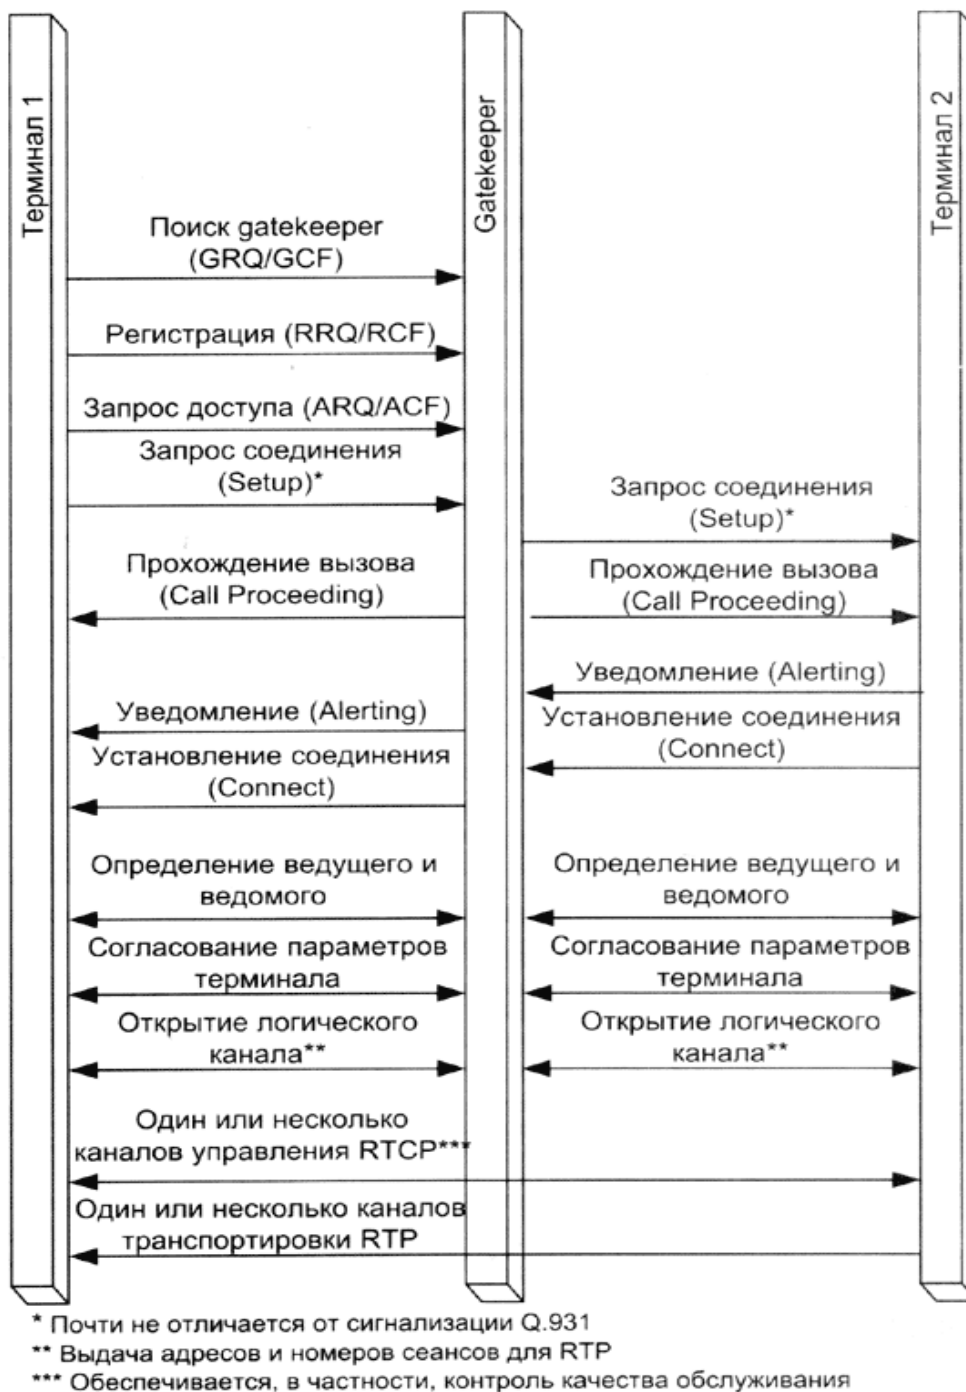 Терминал 1
Gatekeeper
Терминал 2
Поиск gatekeeper
(GRQ/GCF)
Регистрация (RRQ/RCF)
Запрос доступа (ARQ/ACF)
Запрос соединения
(Setup)*
Запрос соединения
(Setup)*
Прохождение вызова
(Call Proceeding)
Прохождение вызова
(Call Proceeding)
Уведомление (Alerting)
Уведомление (Alerting)
Установление соединения
(Connect)
Установление соединения
(Connect)
Определение ведущего и
ведомого
Определение ведущего и
ведомого
Согласование параметров
терминала
Согласование параметров
терминала
Открытие логического
канала**
Открытие логического
канала**
Один или несколько
каналов управления RTCP***
Один или несколько каналов
транспортировки RTP
* Почти не отличается от сигнализации Q.931
** Выдача адресов и номеров сеансов для RTP
*** Обеспечивается, в частности, контроль качества обслуживания